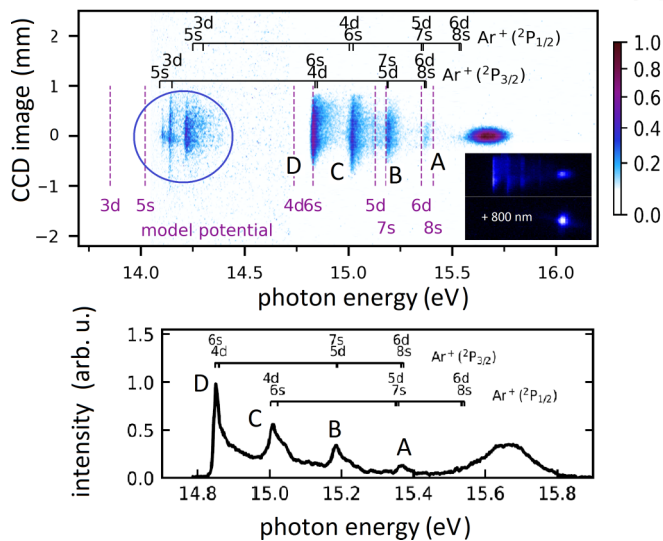 3d 4d 5d 6d
5s 6s 7s 8s Ar⁺(²P₁/₂)
3d 6s 7s 6d Ar⁺(²P₃/₂)
5s 4d 5d 8s
CCD image (mm)
2
1
0
−1
−2
D C B A
3d 5s 4d 6s 5d 6d
7s 8s
model potential
+ 800 nm
14.0 14.5 15.0 15.5 16.0
photon energy (eV)
1.0
0.8
0.6
0.4
0.2
0.0
intensity (arb. u.)
1.5
1.0
0.5
0.0
6s 7s 6d Ar⁺(²P₃/₂)
4d 5d 8s
4d 5d 6d Ar⁺(²P₁/₂)
6s 7s 8s
D C B A
14.8 15.0 15.2 15.4 15.6 15.8
photon energy (eV)